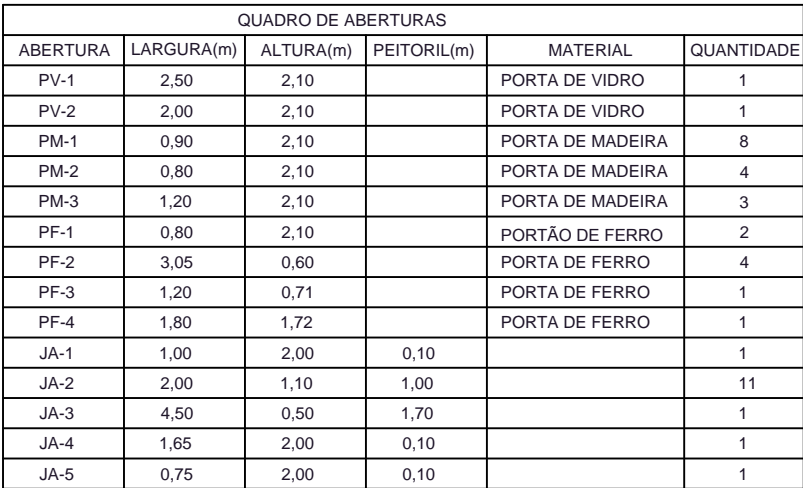 QUADRO DE ABERTURAS
ABERTURA LARGURA(m) ALTURA(m) PEITORIL(m) MATERIAL QUANTIDADE
PV-1 2,50 2,10 PORTA DE VIDRO 1
PV-2 2,00 2,10 PORTA DE VIDRO 1
PM-1 0,90 2,10 PORTA DE MADEIRA 8
PM-2 0,80 2,10 PORTA DE MADEIRA 4
PM-3 1,20 2,10 PORTA DE MADEIRA 3
PF-1 0,80 2,10 PORTÃO DE FERRO 2
PF-2 3,05 0,60 PORTA DE FERRO 4
PF-3 1,20 0,71 PORTA DE FERRO 1
PF-4 1,80 1,72 PORTA DE FERRO 1
JA-1 1,00 2,00 0,10 1
JA-2 2,00 1,10 1,00 11
JA-3 4,50 0,50 1,70 1
JA-4 1,65 2,00 0,10 1
JA-5 0,75 2,00 0,10 1